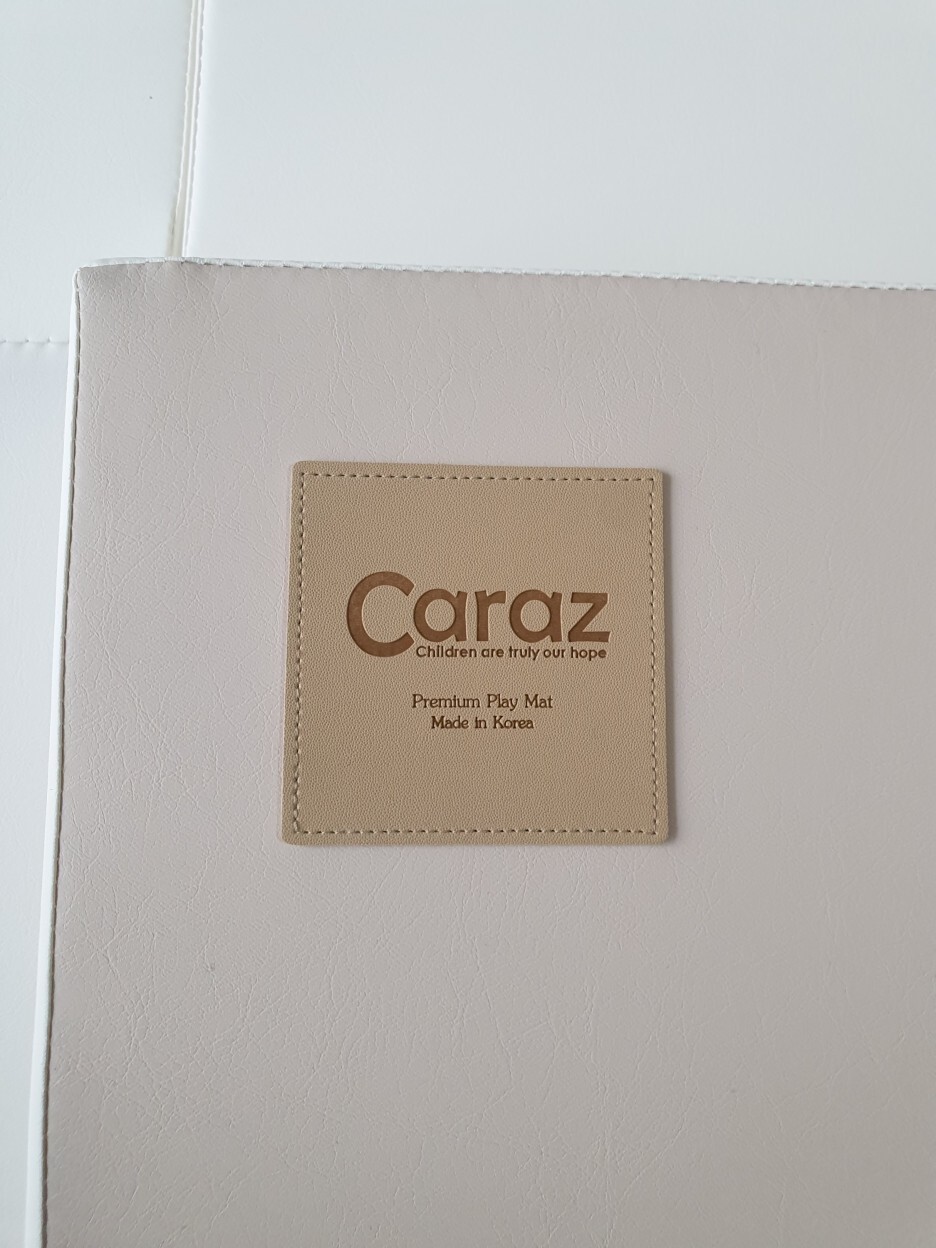 Caraz
Children are truly our hope
Premium Play Mat
Made in Korea